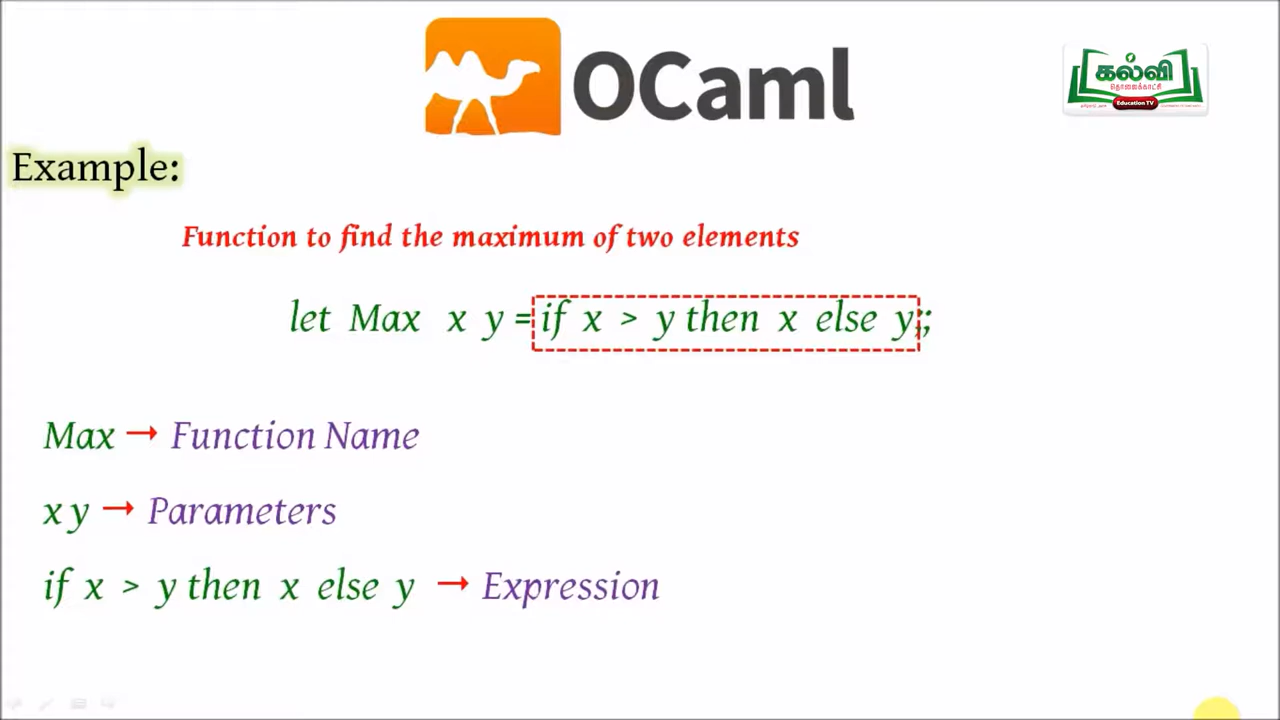 OCaml
கல்வி
தொலைக்காட்சி
Education TV
Example:
Function to find the maximum of two elements
let Max x y = if x > y then x else y;;
Max → Function Name
x y → Parameters
if x > y then x else y → Expression